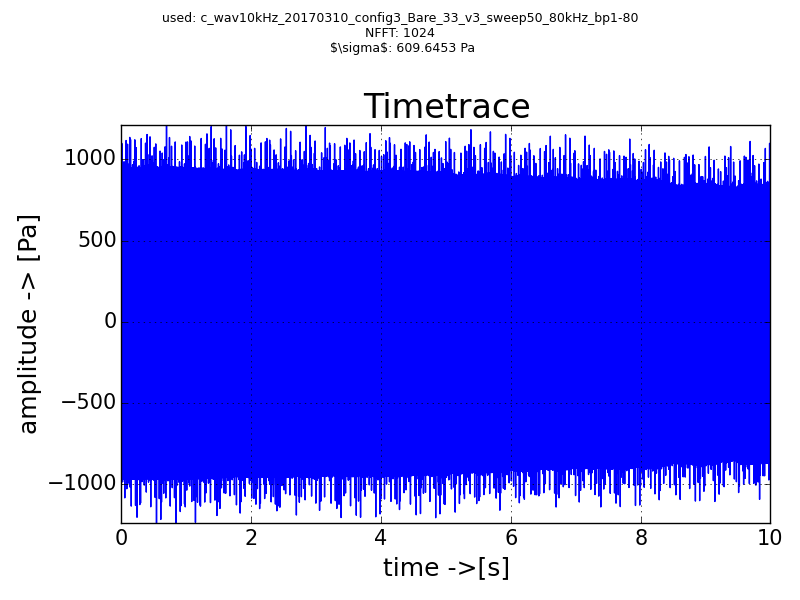 used: c_wav10kHz_20170310_config3_Bare_33_v3_sweep50_80kHz_bp1-80
NFFT: 1024
$\sigma$: 609.6453 Pa
Timetrace
1000
500
0
−500
−1000
amplitude -> [Pa]
0 2 4 6 8 10
time ->[s]